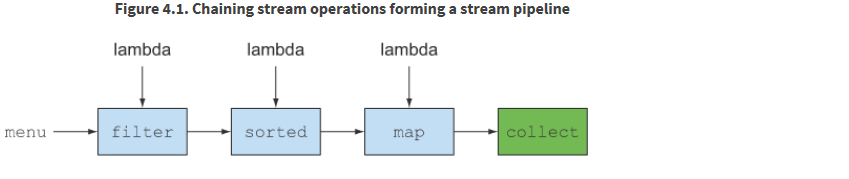 Figure 4.1. Chaining stream operations forming a stream pipeline
lambda lambda lambda
menu filter sorted map collect